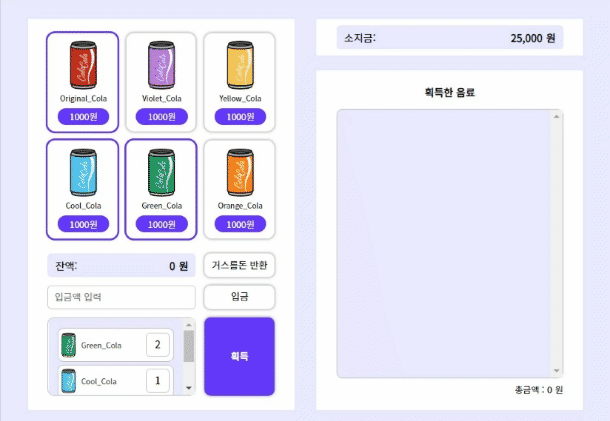 Original_Cola
1000원
Violet_Cola
1000원
Yellow_Cola
1000원
Cool_Cola
1000원
Green_Cola
1000원
Orange_Cola
1000원
잔액: 0 원
거스름돈 반환
입금액 입력
입금
Green_Cola 2
Cool_Cola 1
획득
소지금: 25,000 원
획득한 음료
총금액 : 0 원